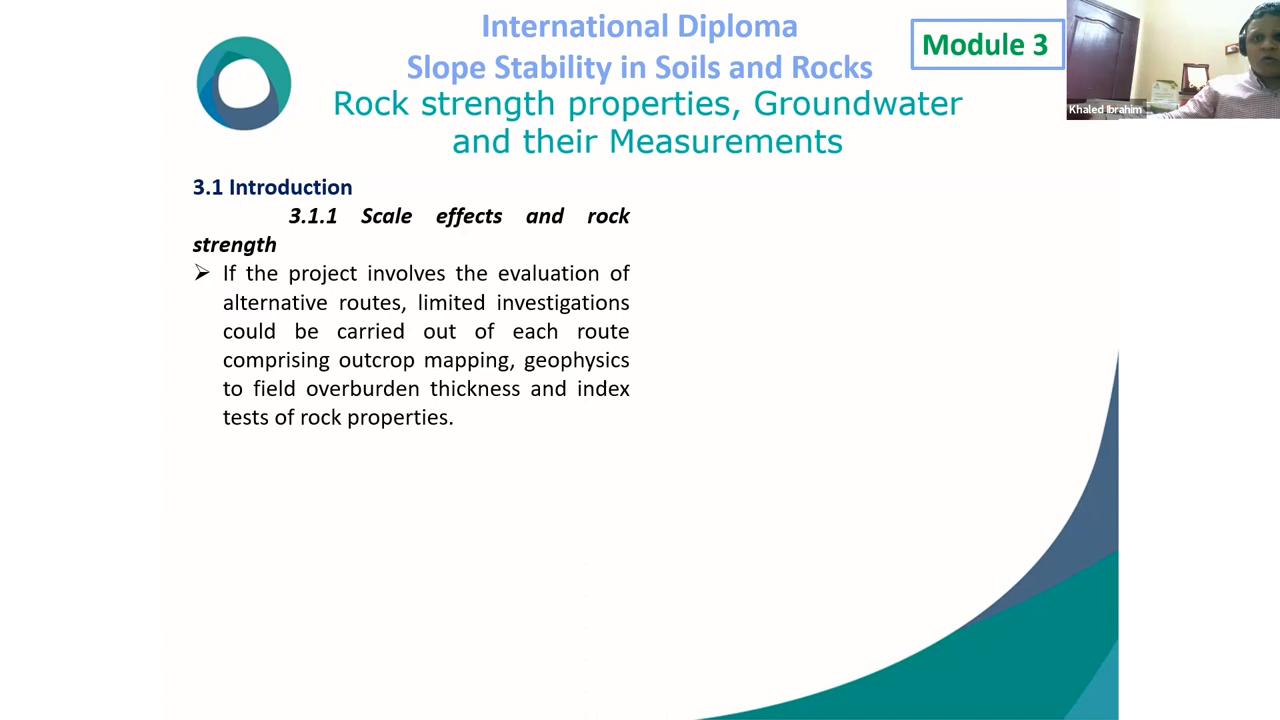 International Diploma
Slope Stability in Soils and Rocks
Module 3
Rock strength properties, Groundwater
and their Measurements
Khaled Ibrahim
3.1 Introduction
3.1.1 Scale effects and rock
strength
➢ If the project involves the evaluation of
alternative routes, limited investigations
could be carried out of each route
comprising outcrop mapping, geophysics
to field overburden thickness and index
tests of rock properties.